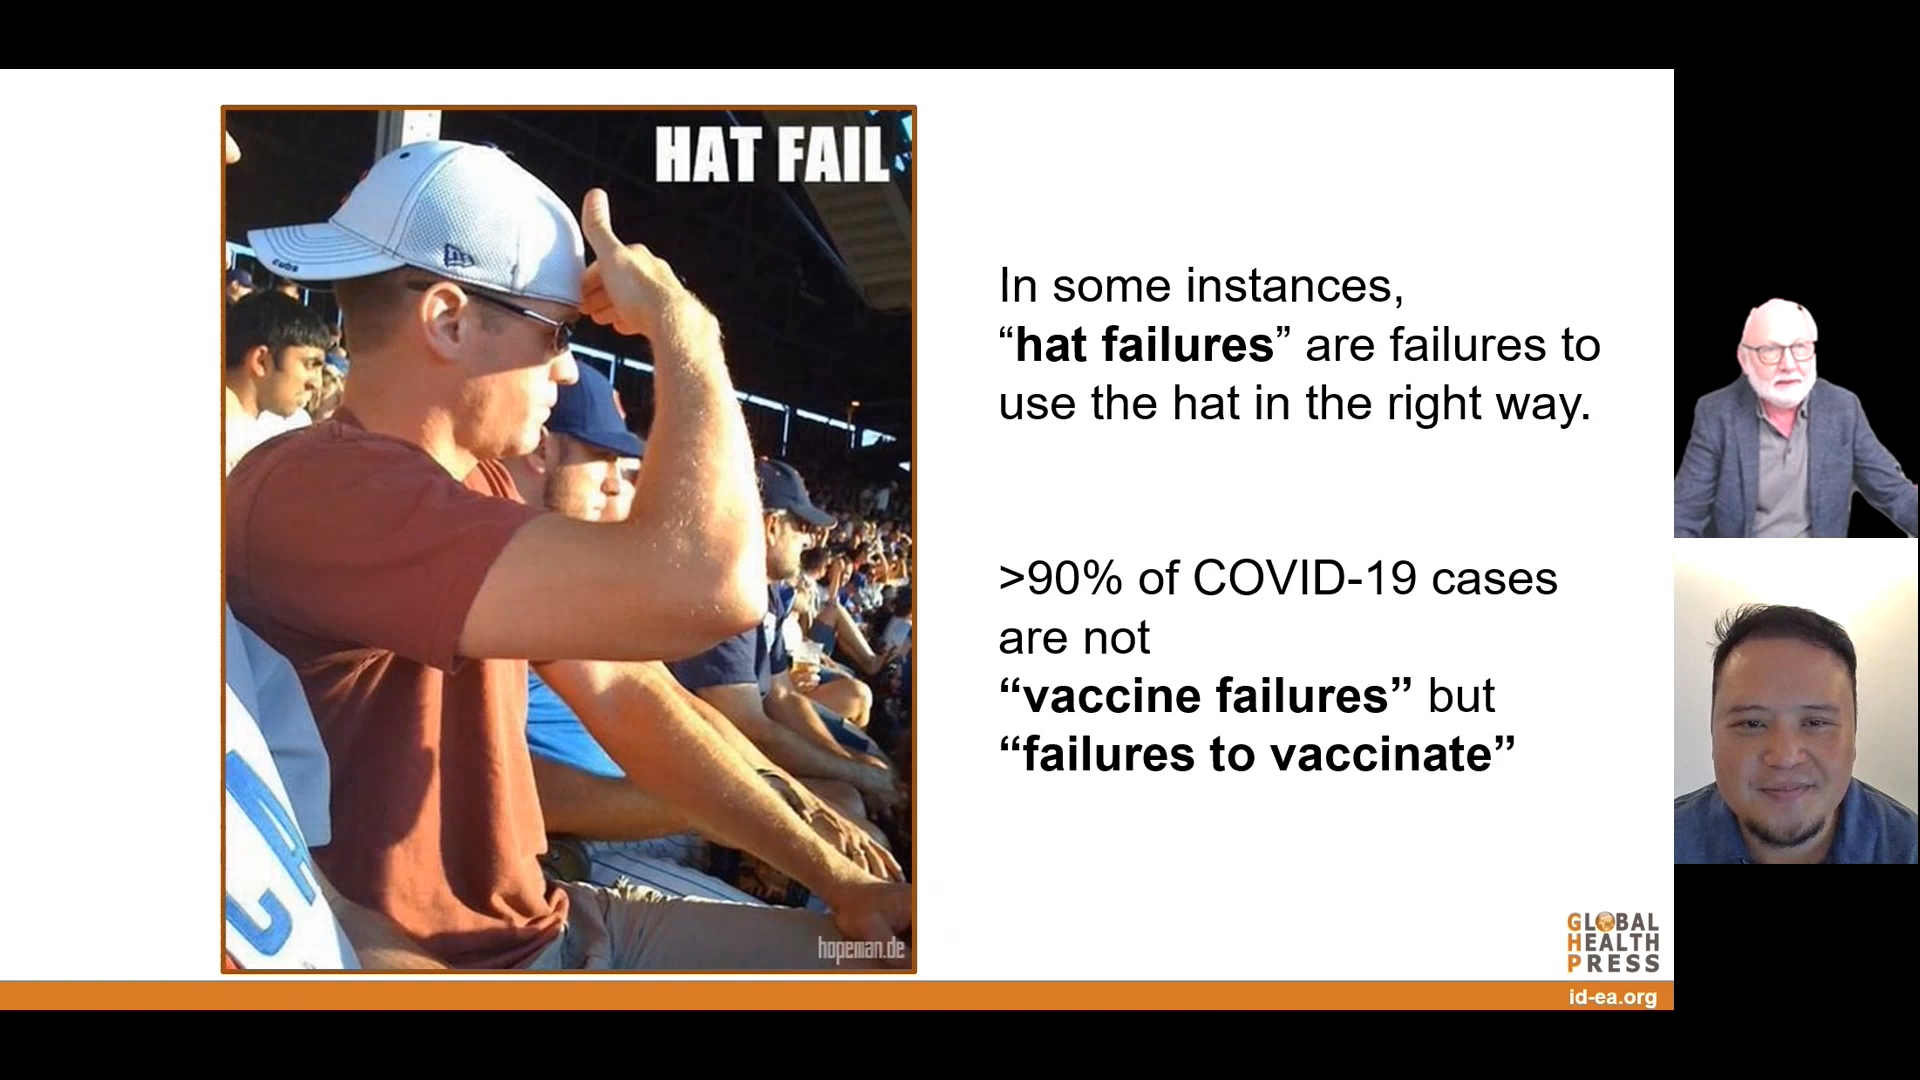 HAT FAIL
cubs
hopeman.de
In some instances,
“hat failures” are failures to
use the hat in the right way.
>90% of COVID-19 cases
are not
“vaccine failures” but
“failures to vaccinate”
GLOBAL
HEALTH
PRESS
id-ea.org